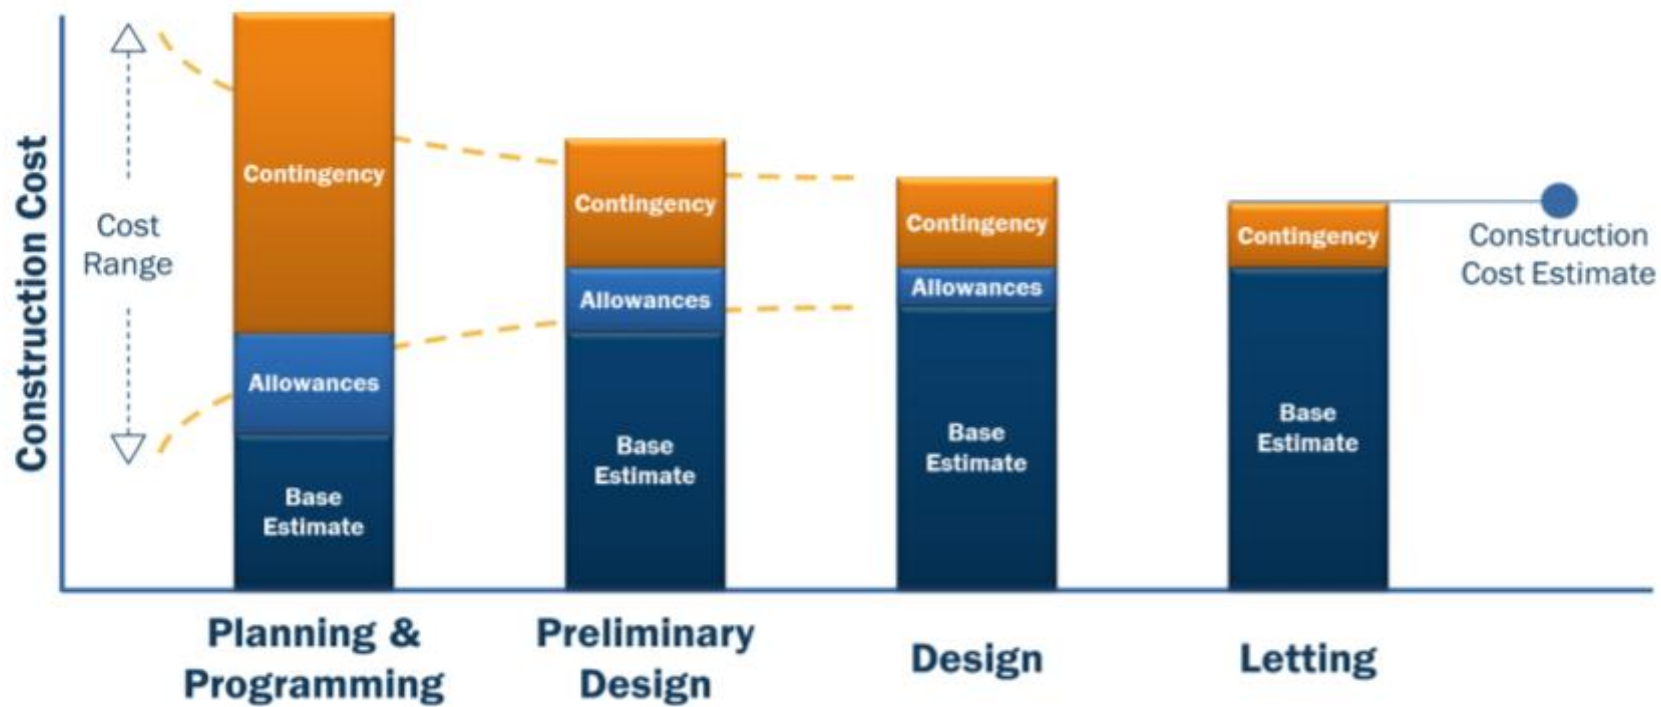 Construction Cost
Cost
Range
Contingency
Allowances
Base
Estimate
Contingency
Allowances
Base
Estimate
Contingency
Allowances
Base
Estimate
Contingency
Base
Estimate
Construction
Cost Estimate
Planning &
Programming
Preliminary
Design
Design
Letting